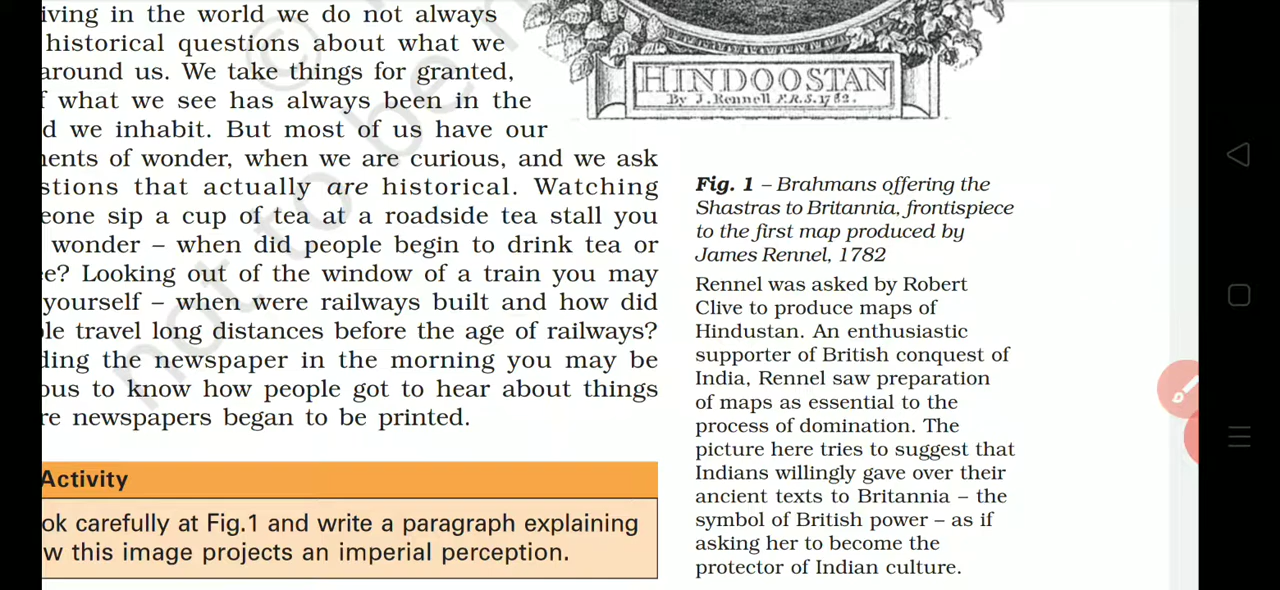 iving in the world we do not always
historical questions about what we
around us. We take things for granted,
f what we see has always been in the
d we inhabit. But most of us have our
ents of wonder, when we are curious, and we ask
stions that actually are historical. Watching
eone sip a cup of tea at a roadside tea stall you
wonder – when did people begin to drink tea or
ee? Looking out of the window of a train you may
yourself – when were railways built and how did
le travel long distances before the age of railways?
ding the newspaper in the morning you may be
ous to know how people got to hear about things
re newspapers began to be printed.
Activity
ok carefully at Fig.1 and write a paragraph explaining
w this image projects an imperial perception.
HINDOOSTAN
By J. Rennell F.R.S. 1782.
Fig. 1 – Brahmans offering the
Shastras to Britannia, frontispiece
to the first map produced by
James Rennel, 1782
Rennel was asked by Robert
Clive to produce maps of
Hindustan. An enthusiastic
supporter of British conquest of
India, Rennel saw preparation
of maps as essential to the
process of domination. The
picture here tries to suggest that
Indians willingly gave over their
ancient texts to Britannia – the
symbol of British power – as if
asking her to become the
protector of Indian culture.
©
not to be